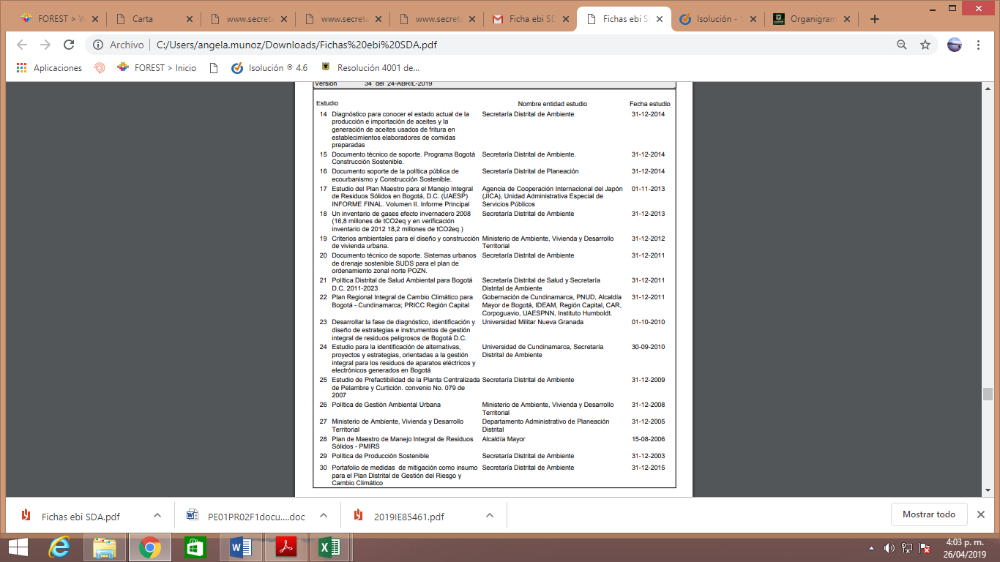 FOREST > W
Carta
www.secreta
www.secreta
www.secreta
Ficha ebi SD
Fichas ebi S
Isolución - 
Organigram
Archivo C:/Users/angela.munoz/Downloads/Fichas%20ebi%20SDA.pdf
Aplicaciones
FOREST > Inicio
Isolución ® 4.6
Resolución 4001 de...
Versión 34 del 24-ABRIL-2019
Estudio Nombre entidad estudio Fecha estudio
14 Diagnóstico para conocer el estado actual de la Secretaría Distrital de Ambiente 31-12-2014
producción e importación de aceites y la
generación de aceites usados de fritura en
establecimientos elaboradores de comidas
preparadas
15 Documento técnico de soporte. Programa Bogotá Secretaría Distrital de Ambiente. 31-12-2014
Construcción Sostenible.
16 Documento soporte de la política pública de Secretaría Distrital de Planeación 31-12-2014
ecourbanismo y Construcción Sostenible.
17 Estudio del Plan Maestro para el Manejo Integral Agencia de Cooperación Internacional del Japón 01-11-2013
de Residuos Sólidos en Bogotá, D.C. (UAESP) (JICA), Unidad Administrativa Especial de
INFORME FINAL. Volumen II. Informe Principal Servicios Públicos
18 Un inventario de gases efecto invernadero 2008 Secretaría Distrital de Ambiente 31-12-2013
(16,8 millones de tCO2eq y en verificación
inventario de 2012 18,2 millones de tCO2eq.)
19 Criterios ambientales para el diseño y construcción Ministerio de Ambiente, Vivienda y Desarrollo 31-12-2012
de vivienda urbana. Territorial
20 Documento técnico de soporte. Sistemas urbanos Secretaría Distrital de Ambiente 31-12-2011
de drenaje sostenible SUDS para el plan de
ordenamiento zonal norte POZN.
21 Política Distrital de Salud Ambiental para Bogotá Secretaría Distrital de Salud y Secretaría 31-12-2011
D.C. 2011-2023 Distrital de Ambiente
22 Plan Regional Integral de Cambio Climático para Gobernación de Cundinamarca, PNUD, Alcaldía 31-12-2011
Bogotá - Cundinamarca; PRICC Región Capital Mayor de Bogotá, IDEAM, Región Capital, CAR,
Corpoguavio, UAESPNN, Instituto Humboldt.
23 Desarrollar la fase de diagnóstico, identificación y Universidad Militar Nueva Granada 01-10-2010
diseño de estrategias e instrumentos de gestión
integral de residuos peligrosos de Bogotá D.C.
24 Estudio para la identificación de alternativas, Universidad de Cundinamarca, Secretaría 30-09-2010
proyectos y estrategias, orientadas a la gestión Distrital de Ambiente
integral para los residuos de aparatos eléctricos y
electrónicos generados en Bogotá
25 Estudio de Prefactibilidad de la Planta Centralizada Secretaría Distrital de Ambiente 31-12-2009
de Pelambre y Curtición. convenio No. 079 de
2007
26 Política de Gestión Ambiental Urbana Ministerio de Ambiente, Vivienda y Desarrollo 31-12-2008
Territorial
27 Ministerio de Ambiente, Vivienda y Desarrollo Departamento Administrativo de Planeación 31-12-2005
Territorial Distrital
28 Plan de Maestro de Manejo Integral de Residuos Alcaldía Mayor 15-08-2006
Sólidos - PMIRS
29 Política de Producción Sostenible Secretaría Distrital de Ambiente 31-12-2003
30 Portafolio de medidas de mitigación como insumo Secretaría Distrital de Ambiente 31-12-2015
para el Plan Distrital de Gestión del Riesgo y
Cambio Climático
Fichas ebi SDA.pdf
PE01PR02F1docu....doc
2019IE85461.pdf
Mostrar todo
4:03 p. m.
26/04/2019